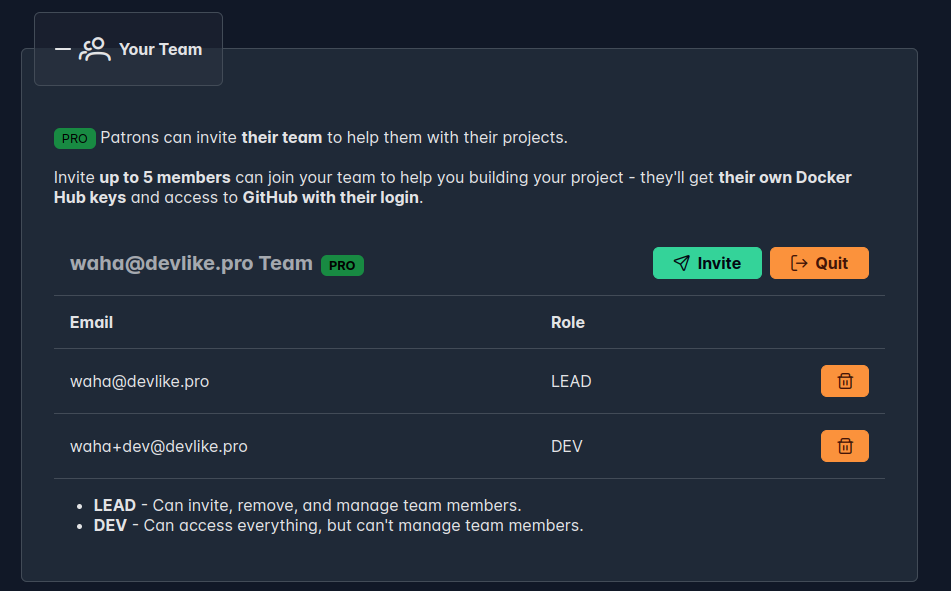 Your Team
PRO Patrons can invite their team to help them with their projects.
Invite up to 5 members can join your team to help you building your project - they'll get their own Docker
Hub keys and access to GitHub with their login.
waha@devlike.pro Team PRO Invite Quit
Email Role
waha@devlike.pro LEAD
waha+dev@devlike.pro DEV
• LEAD - Can invite, remove, and manage team members.
• DEV - Can access everything, but can't manage team members.